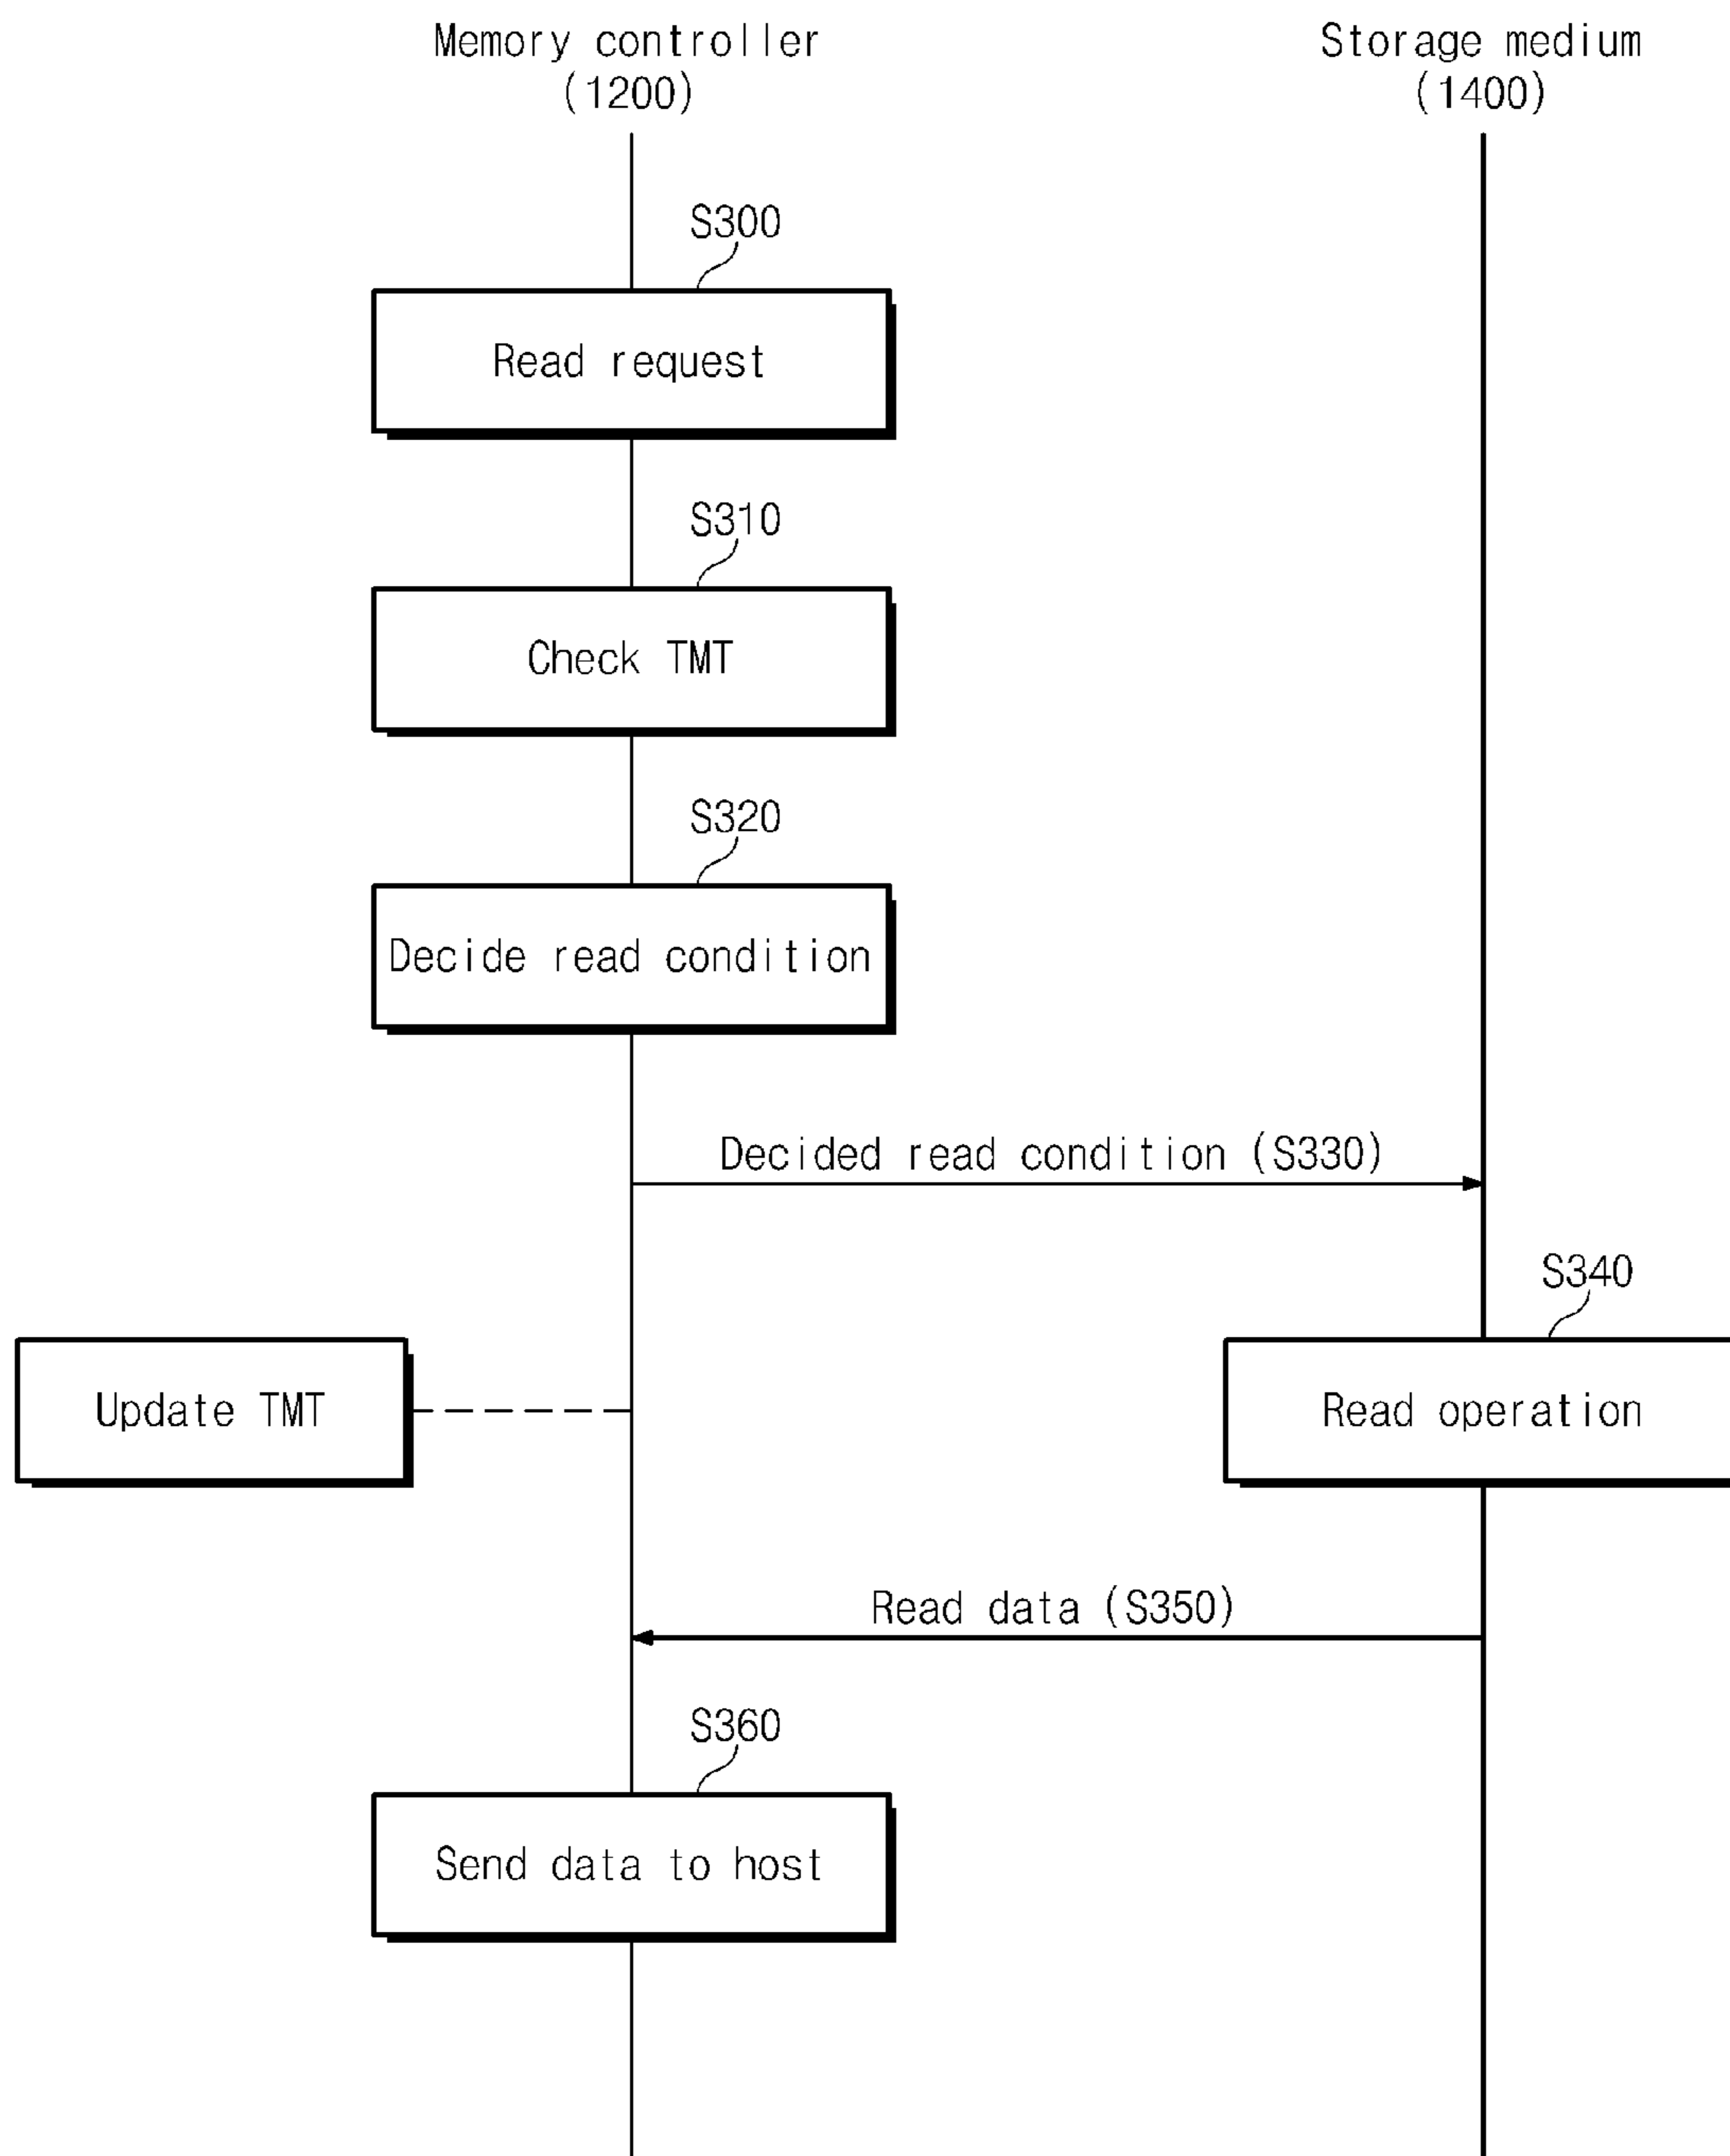 Memory controller
(1200)
Storage medium
(1400)
S300
Read request
S310
Check TMT
S320
Decide read condition
Decided read condition (S330)
S340
Update TMT
Read operation
Read data (S350)
S360
Send data to host